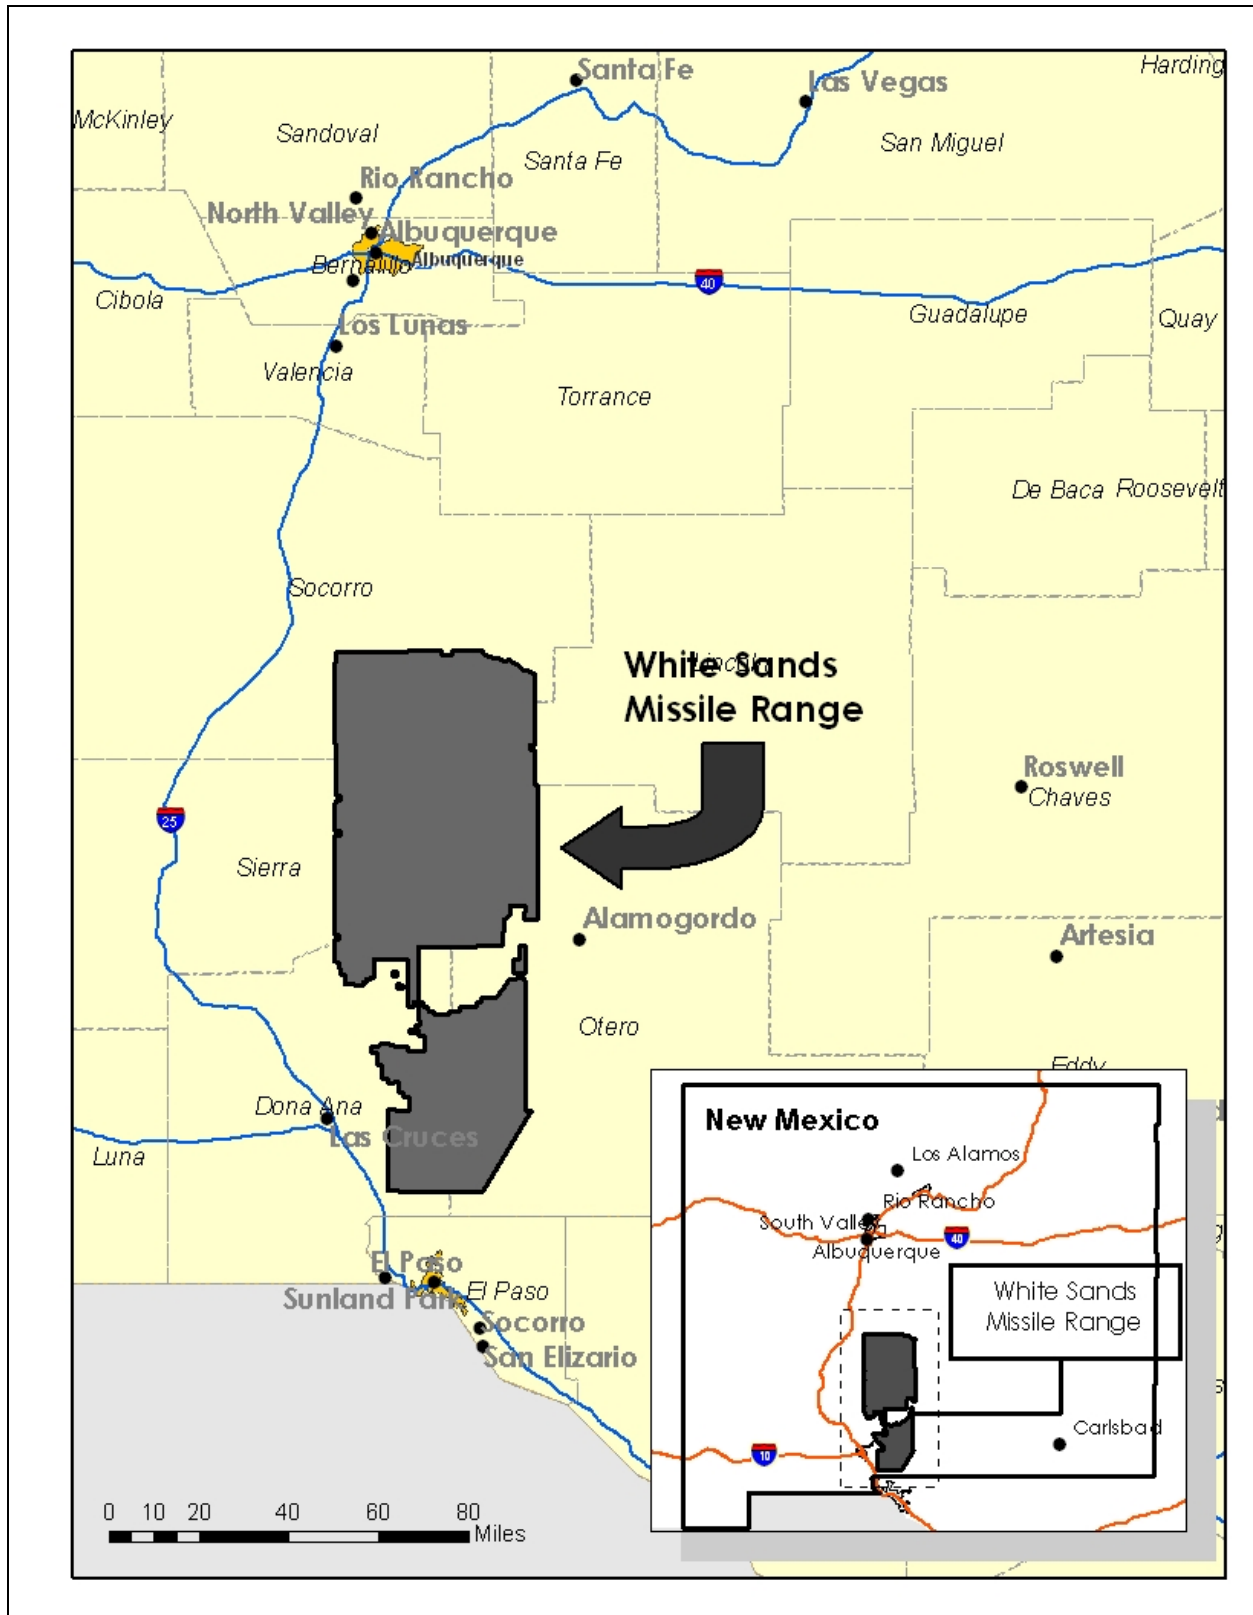 Santa Fe
Las Vegas
Harding
McKinley
Sandoval
Santa Fe
San Miguel
Rio Rancho
North Valley
Albuquerque
Albuquerque
Bernalillo
Cibola
40
Guadalupe
Quay
Los Lunas
Valencia
Torrance
De Baca
Roosevelt
Socorro
Lincoln
White Sands
Missile Range
Roswell
Chaves
25
Sierra
Alamogordo
Artesia
Otero
Eddy
Dona Ana
Las Cruces
Luna
El Paso
El Paso
Sunland Park
Socorro
San Elizario
0 10 20 40 60 80
Miles
New Mexico
Los Alamos
Rio Rancho
South Valley
40
Albuquerque
White Sands
Missile Range
Carlsbad
10